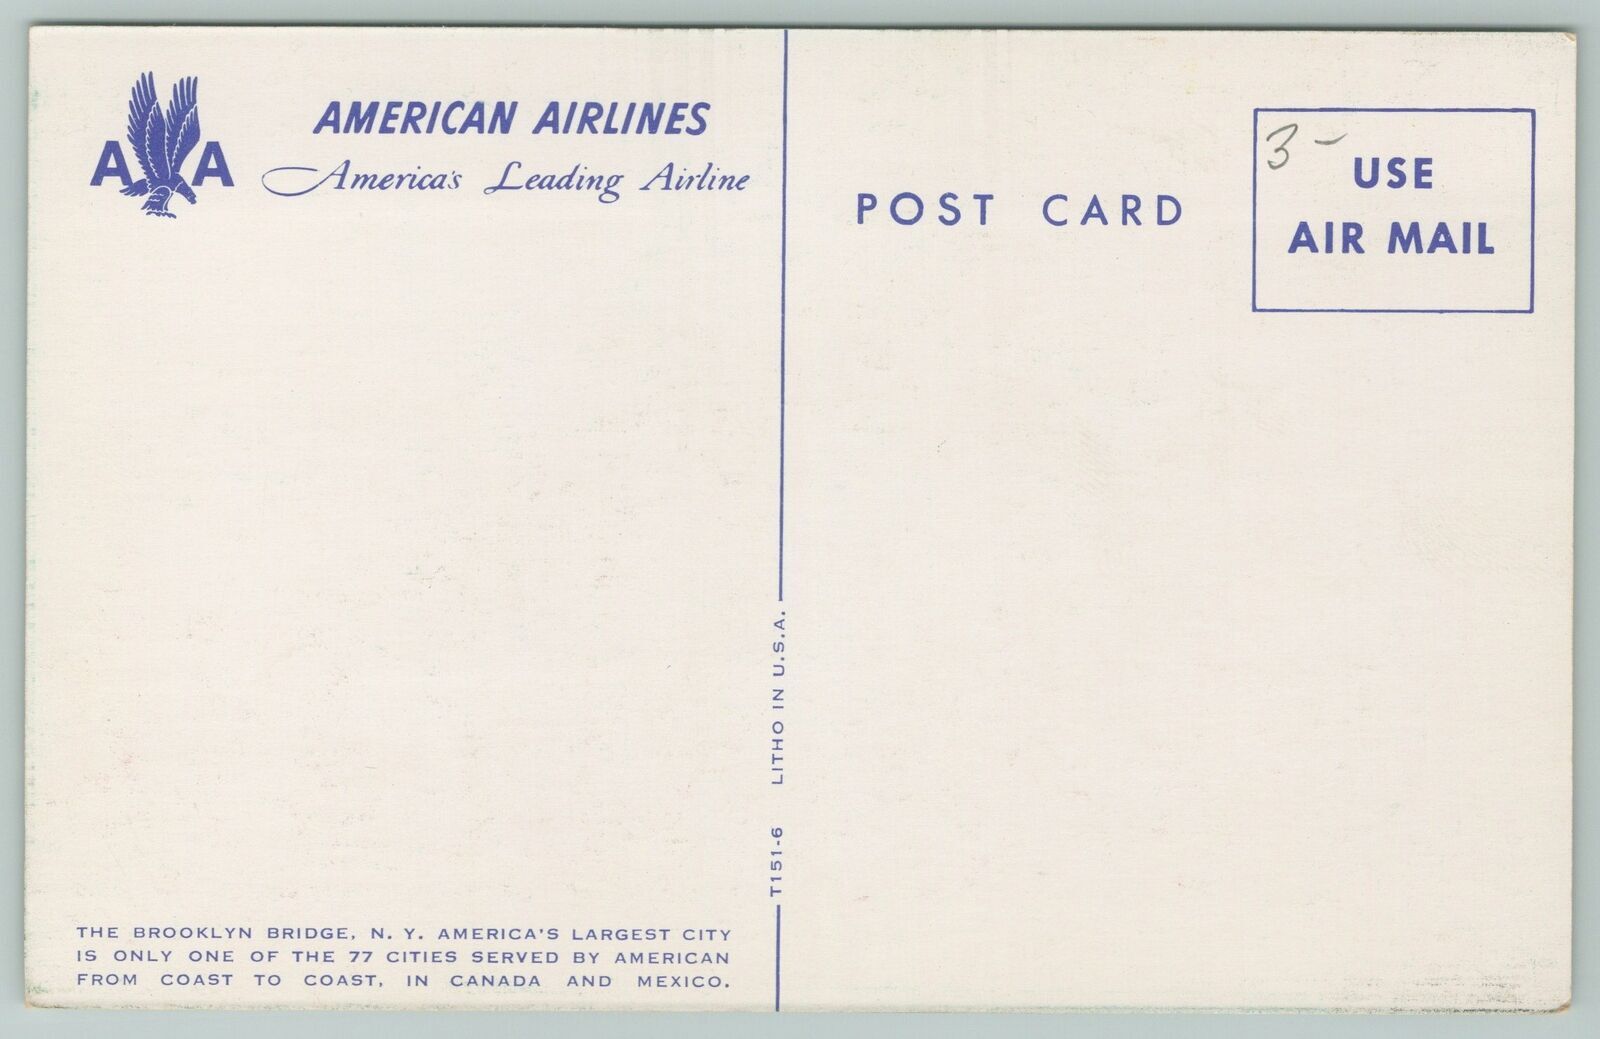 A A
AMERICAN AIRLINES
America's Leading Airline
THE BROOKLYN BRIDGE, N. Y. AMERICA'S LARGEST CITY
IS ONLY ONE OF THE 77 CITIES SERVED BY AMERICAN
FROM COAST TO COAST, IN CANADA AND MEXICO.
T151-6 LITHO IN U.S.A.
POST CARD
3-
USE
AIR MAIL